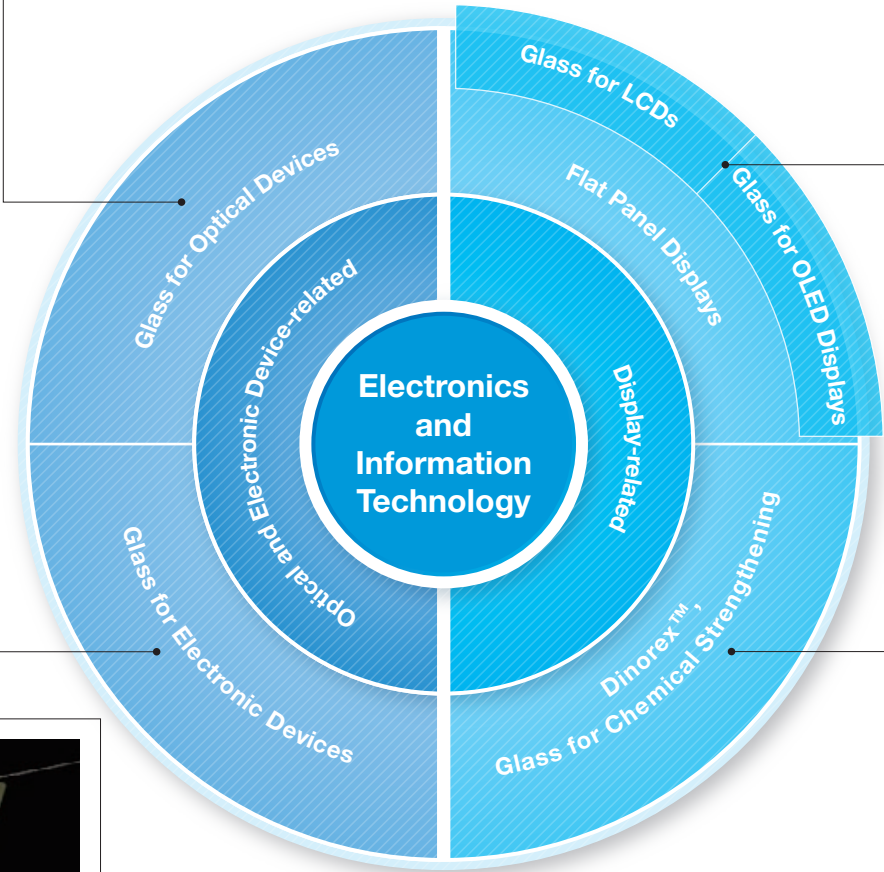 Glass for LCDs
Glass for Optical Devices
Flat Panel Displays
Glass for OLED Displays
Optical and Electronic Device-related
Electronics
and
Information
Technology
Display-related
Glass for Electronic Devices
Dinorex™,
Glass for Chemical Strengthening